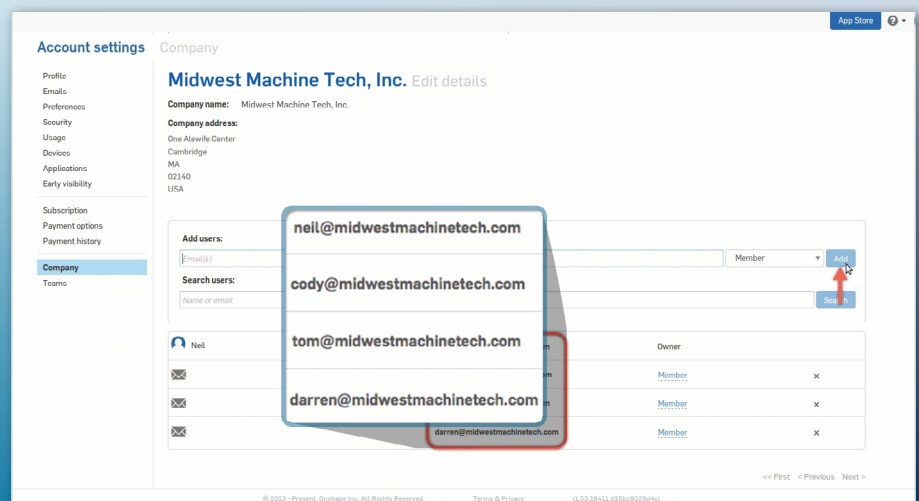 App Store
Account settings Company
Profile
Emails
Preferences
Security
Usage
Devices
Applications
Early visibility
Subscription
Payment options
Payment history
Company
Teams
Midwest Machine Tech, Inc. Edit details
Company name: Midwest Machine Tech, Inc.
Company address:
One Alewife Center
Cambridge
MA
02140
USA
Add users:
Email(s)
Member
Add
Search users:
Name or email
Search
neil@midwestmachinetech.com
cody@midwestmachinetech.com
tom@midwestmachinetech.com
darren@midwestmachinetech.com
Neil
Owner
Member
Member
darren@midwestmachinetech.com Member
<< First < Previous Next >
© 2013 - Present, Onshape Inc. All Rights Reserved. Terms & Privacy (1.53.18411.d25bc9329d4c)